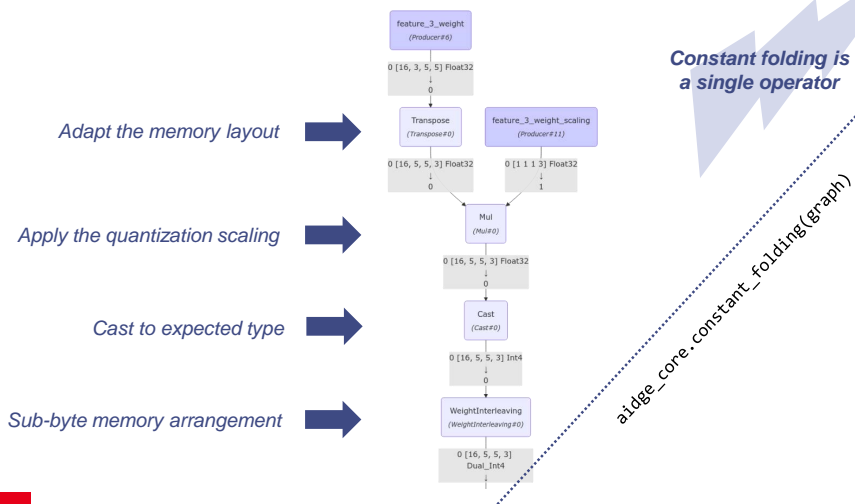 feature_3_weight
(Producer#6)
Constant folding is
a single operator
0 [16, 3, 5, 5] Float32
↓
0
Adapt the memory layout
Transpose
(Transpose#0)
feature_3_weight_scaling
(Producer#11)
0 [16, 5, 5, 3] Float32
↓
0
0 [1 1 1 3] Float32
↓
1
Apply the quantization scaling
Mul
(Mul#0)
aidge_core.constant_folding(graph)
0 [16, 5, 5, 3] Float32
↓
0
Cast to expected type
Cast
(Cast#0)
0 [16, 5, 5, 3] Int4
↓
0
Sub-byte memory arrangement
WeightInterleaving
(WeightInterleaving#0)
0 [16, 5, 5, 3]
Dual_Int4